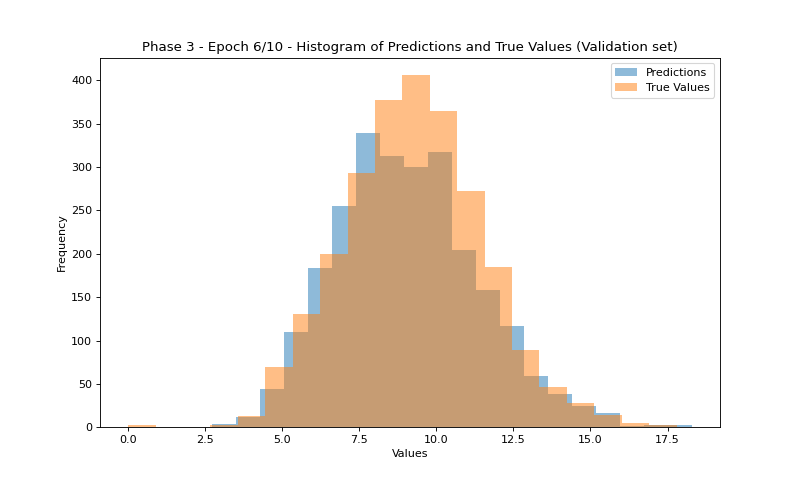 Phase 3 - Epoch 6/10 - Histogram of Predictions and True Values (Validation set)
Predictions
True Values
Frequency
400
350
300
250
200
150
100
50
0
0.0 2.5 5.0 7.5 10.0 12.5 15.0 17.5
Values